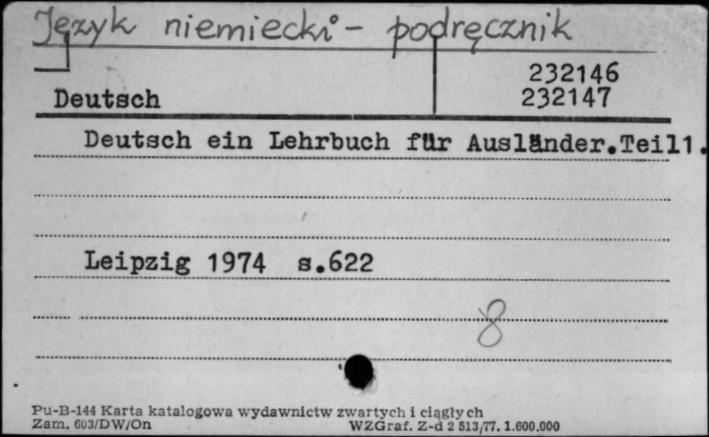 Język niemiecki - podręcznik
232146
Deutsch 232147
Deutsch ein Lehrbuch für Ausländer.Teil1.
Leipzig 1974 s.622
8
Pu-B-144 Karta katalogowa wydawnictw zwartych i ciągłych
Zam. 603/DW/On WZGraf. Z-d 2 513/77. 1.600.000